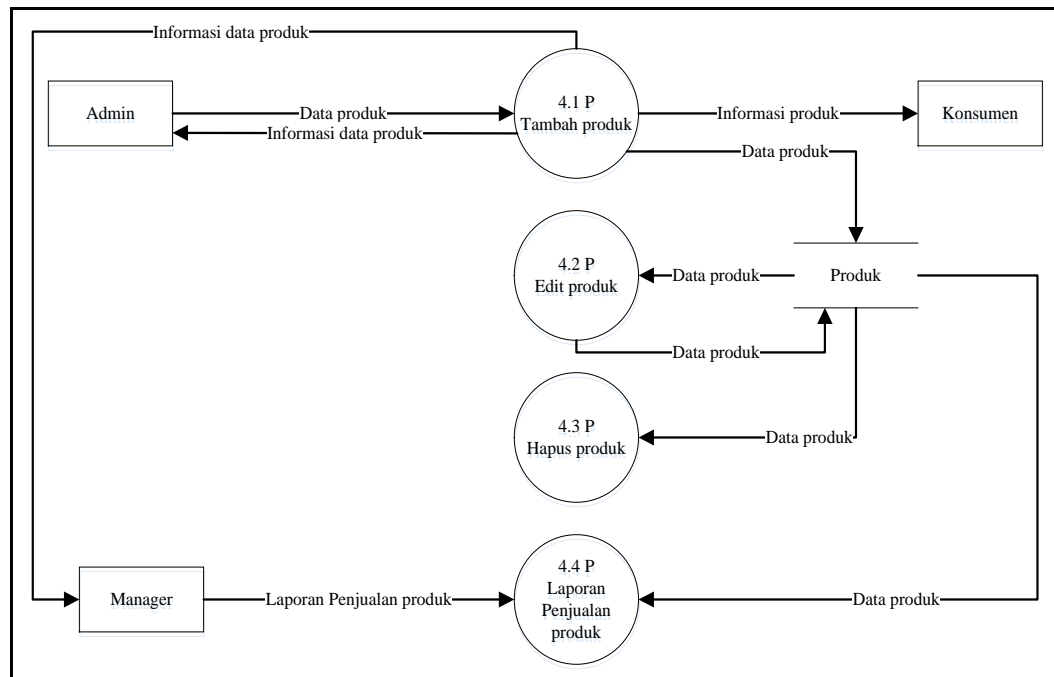 Informasi data produk
Admin
Data produk
Informasi data produk
4.1 P
Tambah produk
Informasi produk
Konsumen
Data produk
4.2 P
Edit produk
Data produk
Produk
Data produk
4.3 P
Hapus produk
Data produk
Manager
Laporan Penjualan produk
4.4 P
Laporan
Penjualan
produk
Data produk